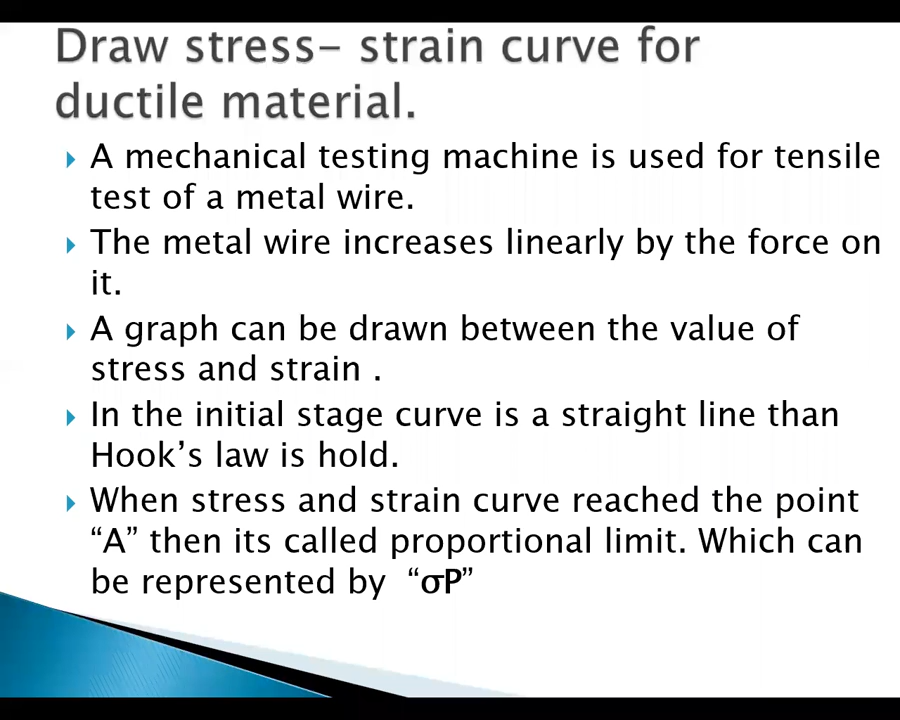 Draw stress– strain curve for
ductile material.
A mechanical testing machine is used for tensile
test of a metal wire.
The metal wire increases linearly by the force on
it.
A graph can be drawn between the value of
stress and strain .
In the initial stage curve is a straight line than
Hook’s law is hold.
When stress and strain curve reached the point
“A” then its called proportional limit. Which can
be represented by “σP”